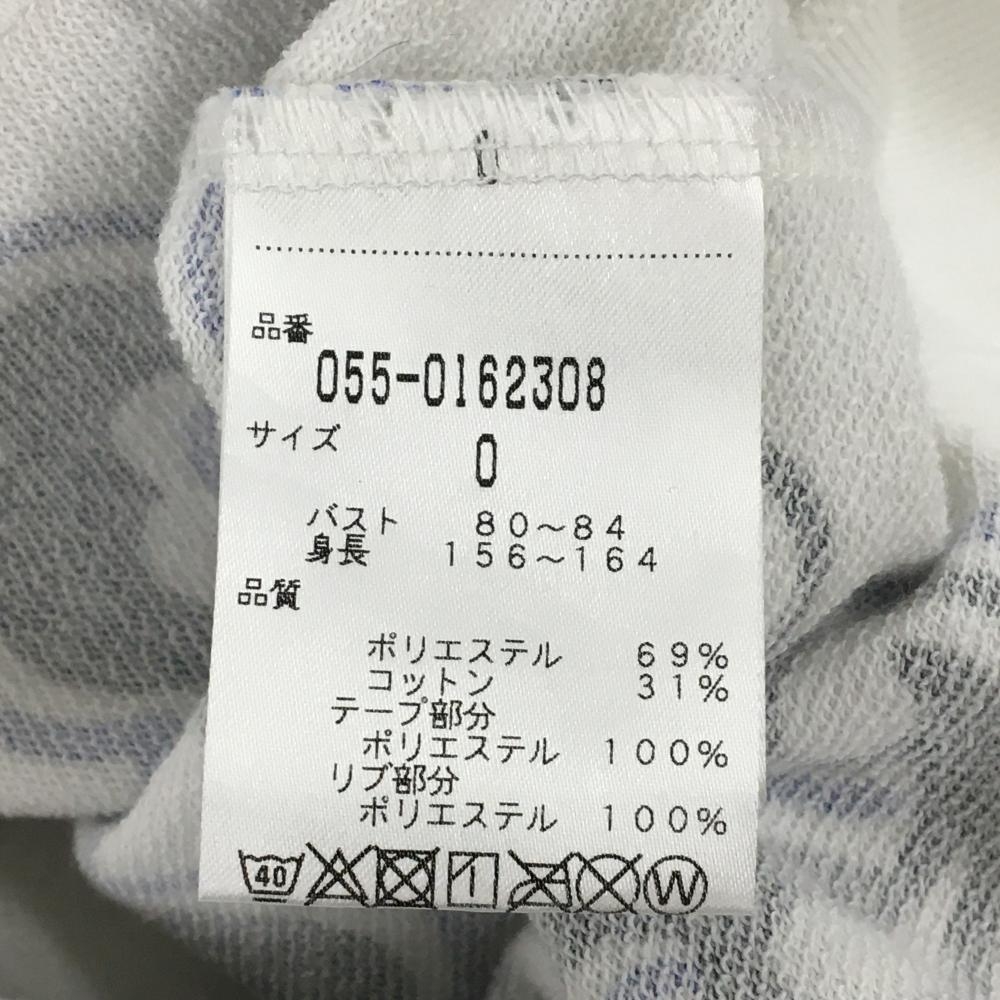 品番
055-0162308
サイズ
0
バスト 80~84
身長 156~164
品質
ポリエステル 69%
コットン 31%
テープ部分
ポリエステル 100%
リブ部分
ポリエステル 100%
40 W